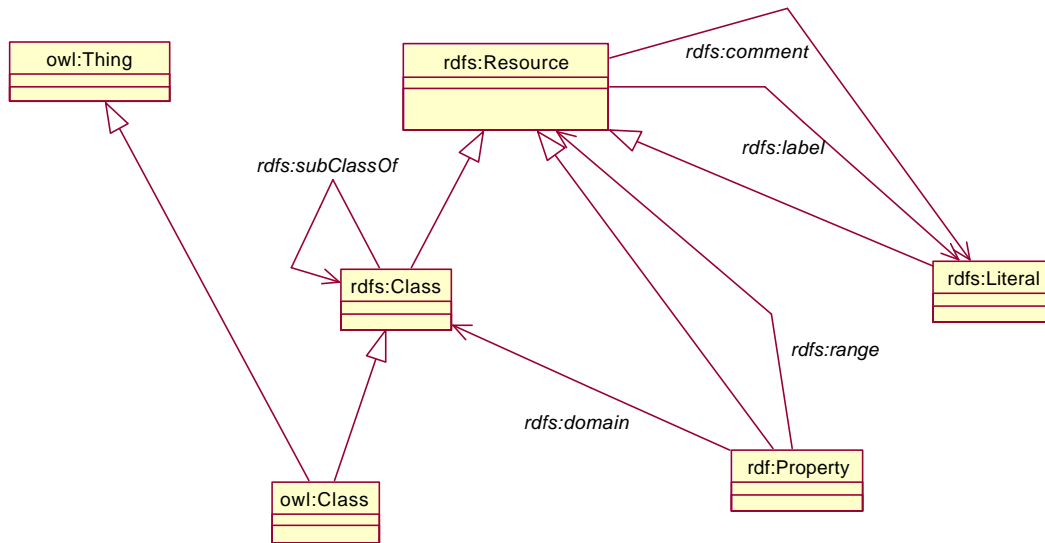 owl:Thing
rdfs:Resource
rdfs:comment
rdfs:label
rdfs:subClassOf
rdfs:Class
rdfs:Literal
rdfs:range
rdfs:domain
rdf:Property
owl:Class